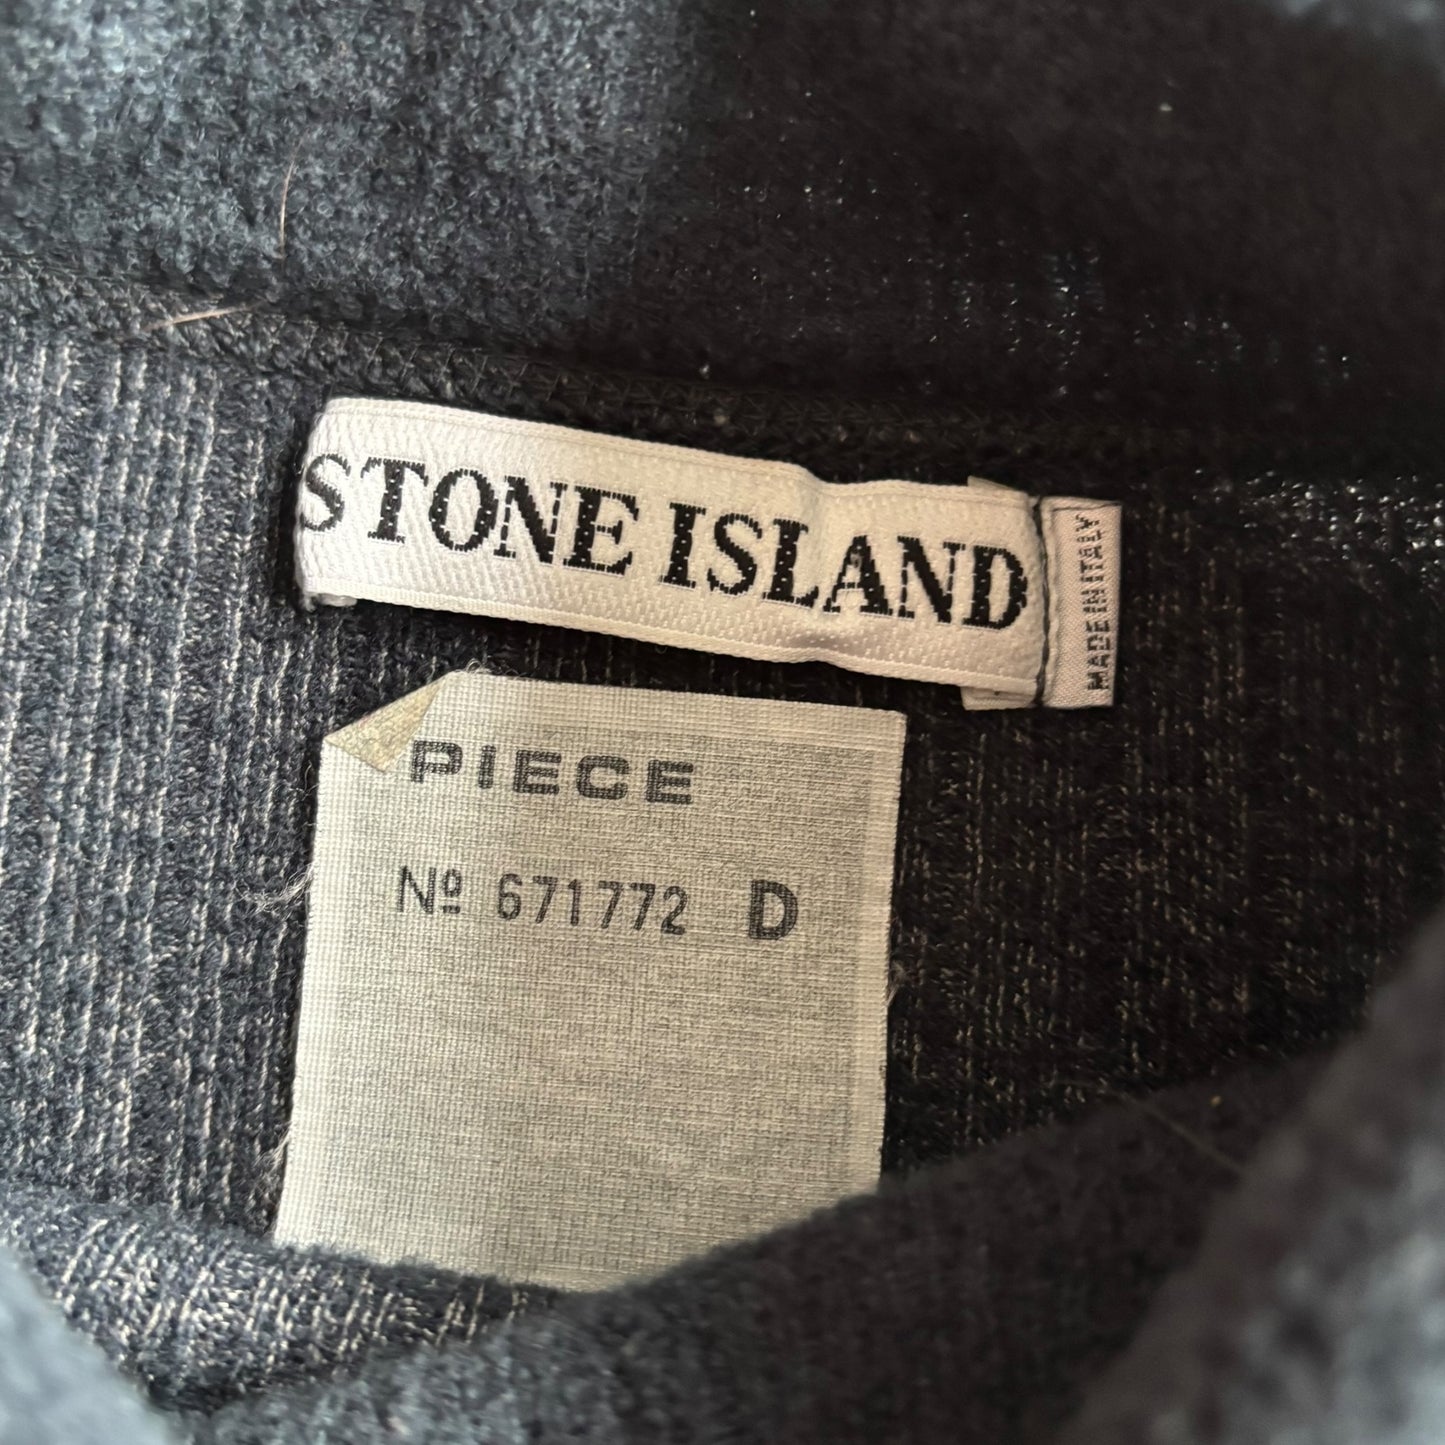 STONE ISLAND
MADE IN ITALY
PIECE
Nº 671772 D